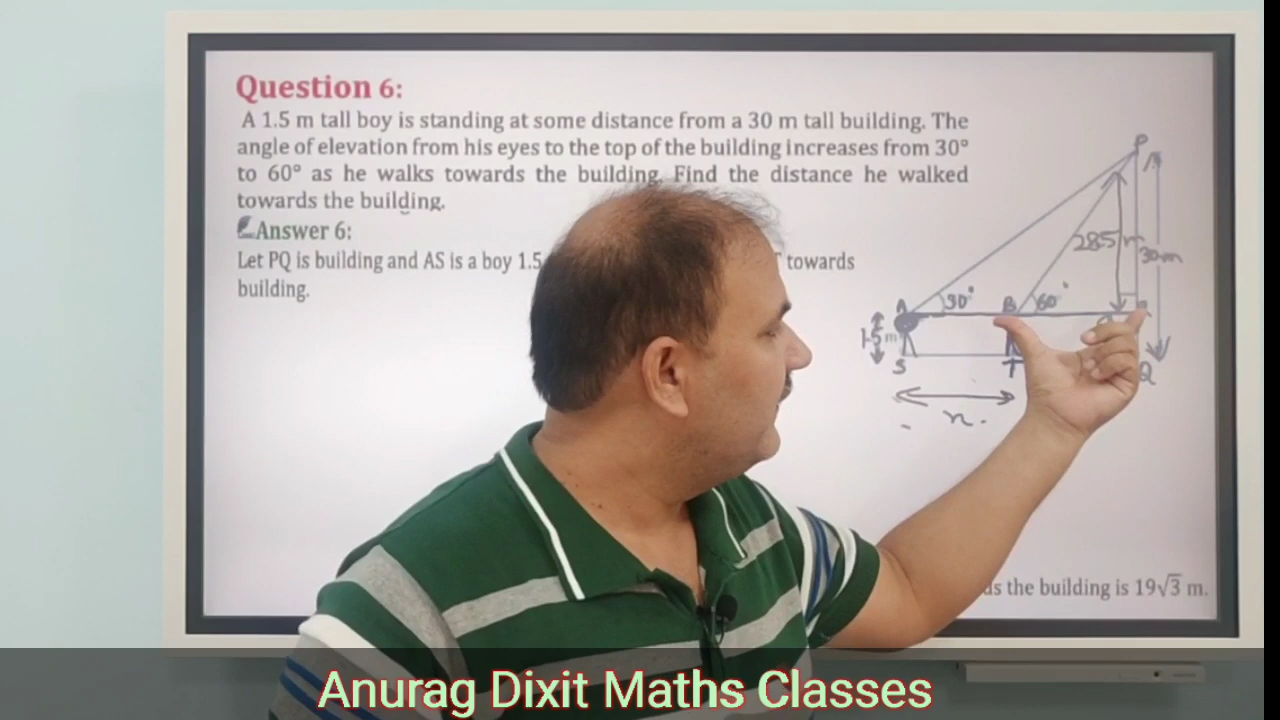 Question 6:
A 1.5 m tall boy is standing at some distance from a 30 m tall building. The
angle of elevation from his eyes to the top of the building increases from 30°
to 60° as he walks towards the building. Find the distance he walked
towards the building.
Answer 6:
Let PQ is building and AS is a boy 1.5 towards
building.
P
285 m
30m
A 30° B 60°
1.5 m
S T Q
x
the building is 19√3 m.
Anurag Dixit Maths Classes